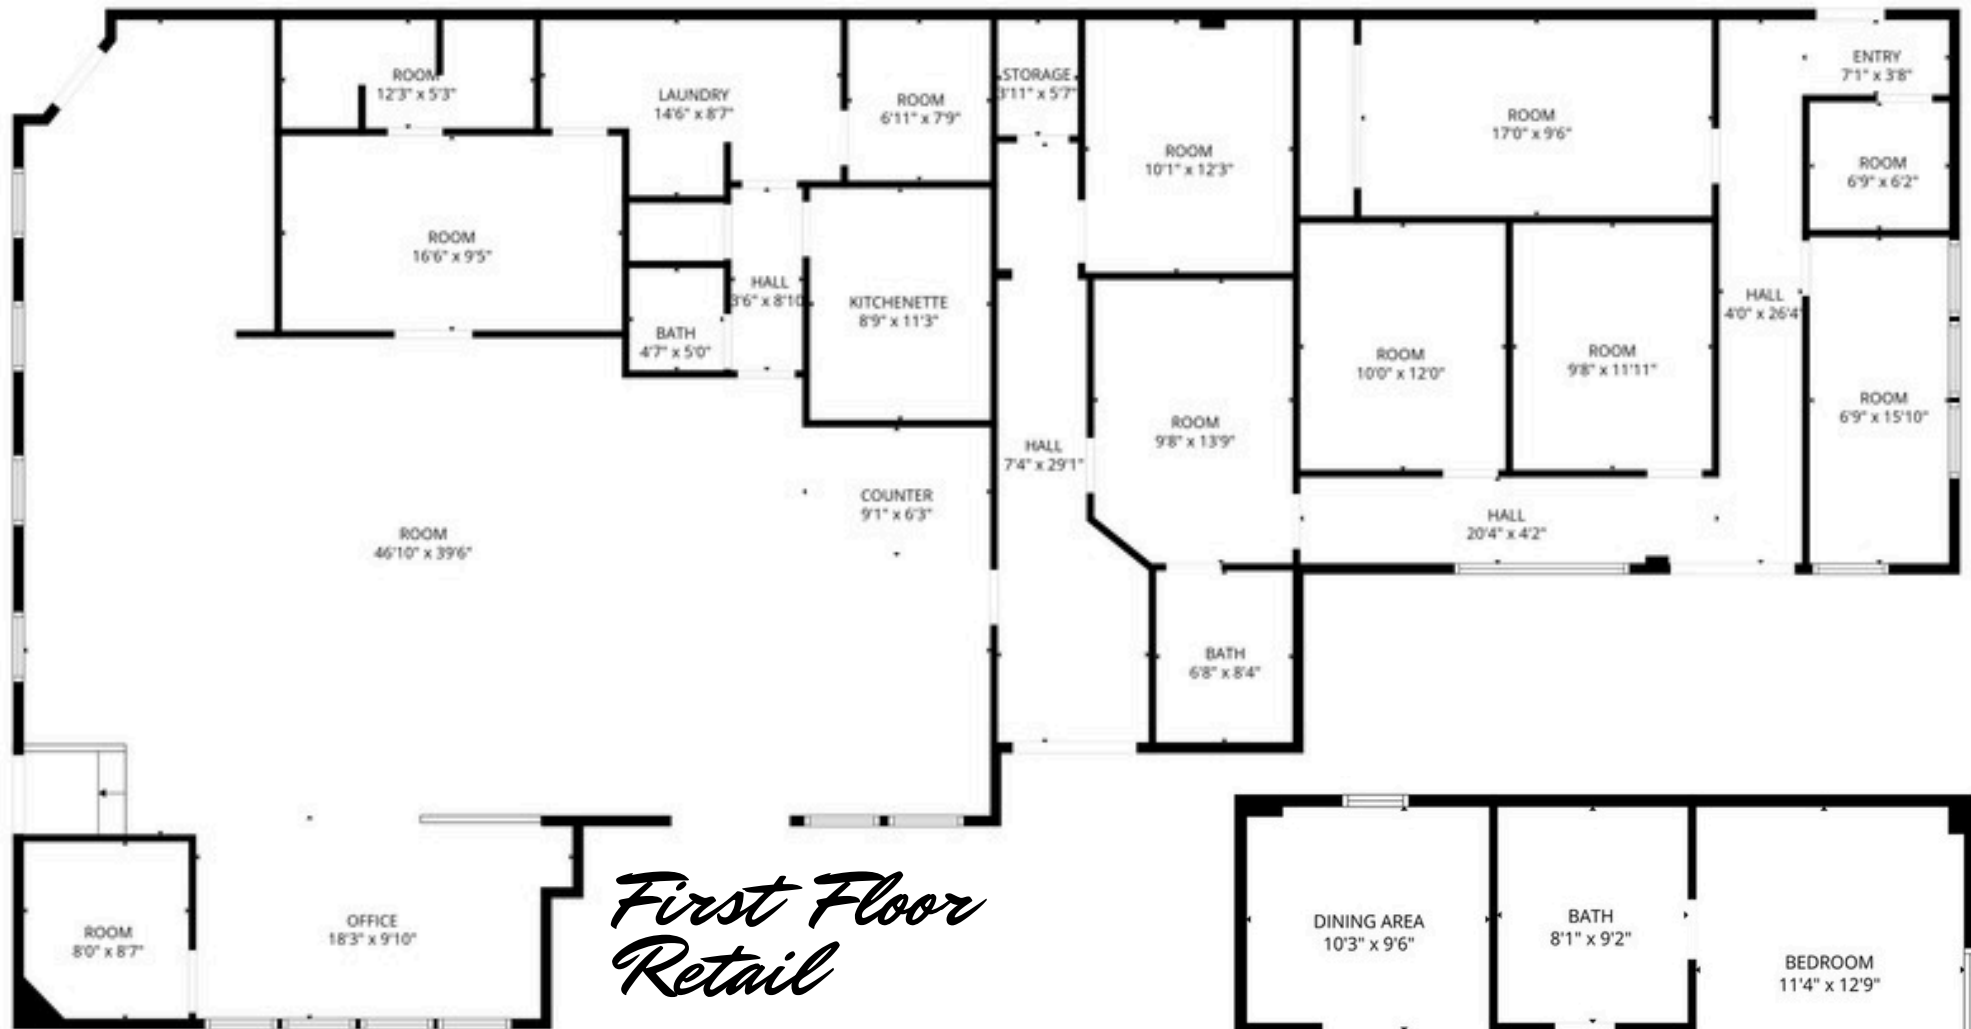 ROOM
12'3" x 5'3"
LAUNDRY
14'6" x 8'7"
ROOM
6'11" x 7'9"
STORAGE
3'11" x 5'7"
ROOM
10'1" x 12'3"
ROOM
17'0" x 9'6"
ENTRY
7'1" x 3'8"
ROOM
6'9" x 6'2"
ROOM
16'6" x 9'5"
HALL
3'6" x 8'10
KITCHENETTE
8'9" x 11'3"
BATH
4'7" x 5'0"
HALL
4'0" x 26'4"
ROOM
10'0" x 12'0"
ROOM
9'8" x 11'11"
ROOM
6'9" x 15'10"
ROOM
9'8" x 13'9"
HALL
7'4" x 29'1"
COUNTER
9'1" x 6'3"
ROOM
46'10" x 39'6"
HALL
20'4" x 4'2"
BATH
6'8" x 8'4"
ROOM
8'0" x 8'7"
OFFICE
18'3" x 9'10"
First Floor
Retail
DINING AREA
10'3" x 9'6"
BATH
8'1" x 9'2"
BEDROOM
11'4" x 12'9"